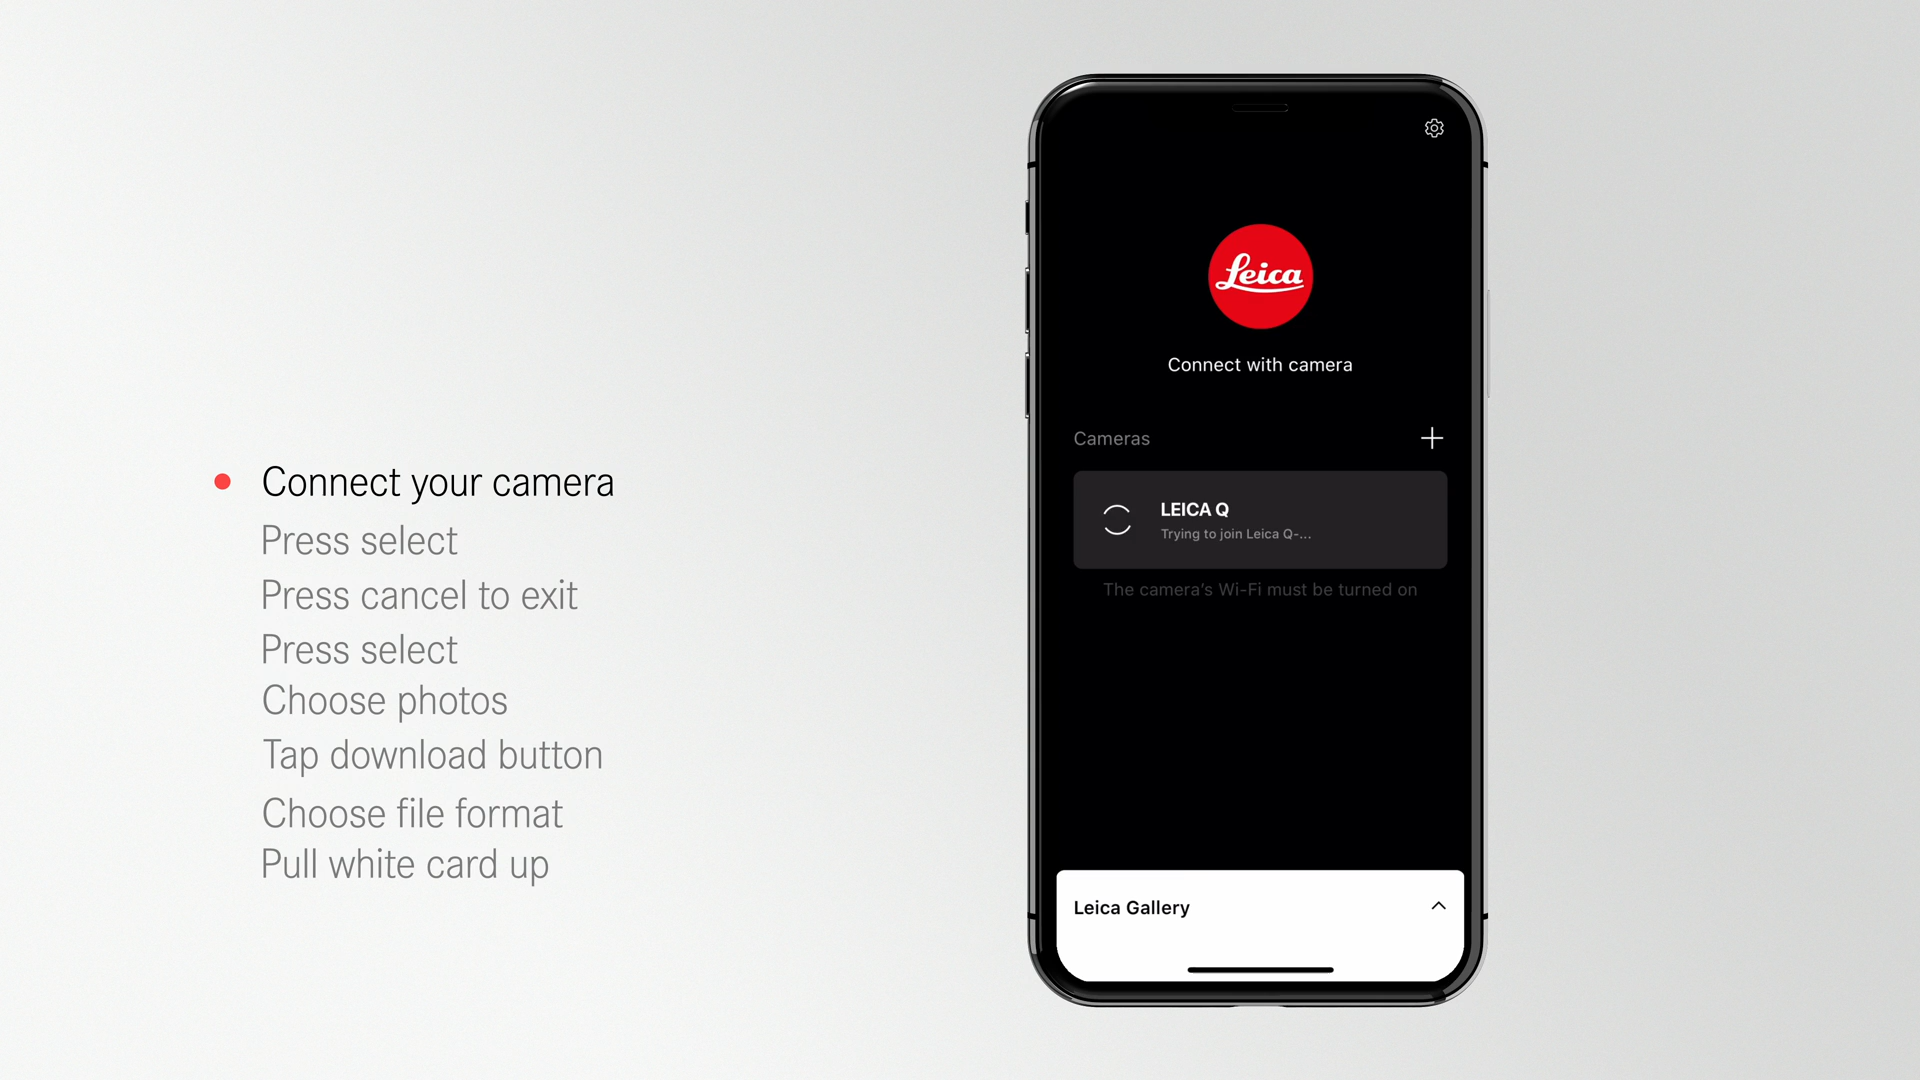 Connect your camera
Press select
Press cancel to exit
Press select
Choose photos
Tap download button
Choose file format
Pull white card up
Leica
Connect with camera
Cameras
LEICA Q
Trying to join Leica Q-...
The camera's Wi-Fi must be turned on
Leica Gallery